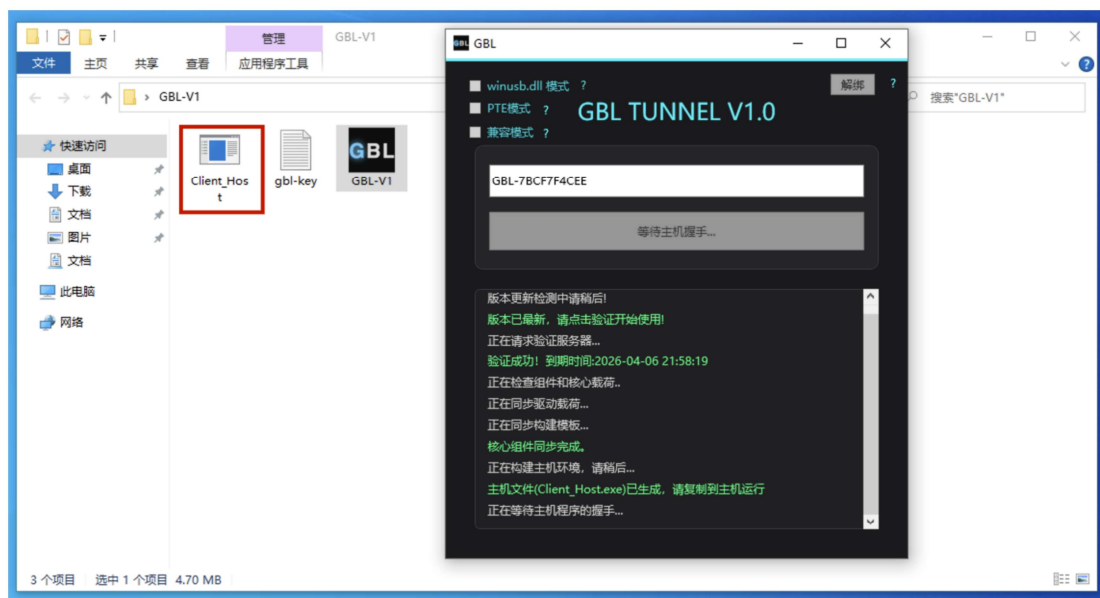 管理
GBL-V1
文件
主页
共享
查看
应用程序工具
GBL-V1
搜索"GBL-V1"
快速访问
桌面
下载
文档
图片
文档
此电脑
网络
Client_Hos
t
gbl-key
GBL
GBL-V1
3 个项目
选中 1 个项目 4.70 MB
GBL GBL
winusb.dll 模式 ?
PTE模式 ?
兼容模式 ?
解绑 ?
GBL TUNNEL V1.0
GBL-7BCF7F4CEE
等待主机握手...
版本更新检测中请稍后!
版本已最新，请点击验证开始使用!
正在请求验证服务器...
验证成功! 到期时间:2026-04-06 21:58:19
正在检查组件和核心载荷..
正在同步驱动载荷...
正在同步构建模板...
核心组件同步完成。
正在构建主机环境，请稍后...
主机文件(Client_Host.exe)已生成，请复制到主机运行
正在等待主机程序的握手...